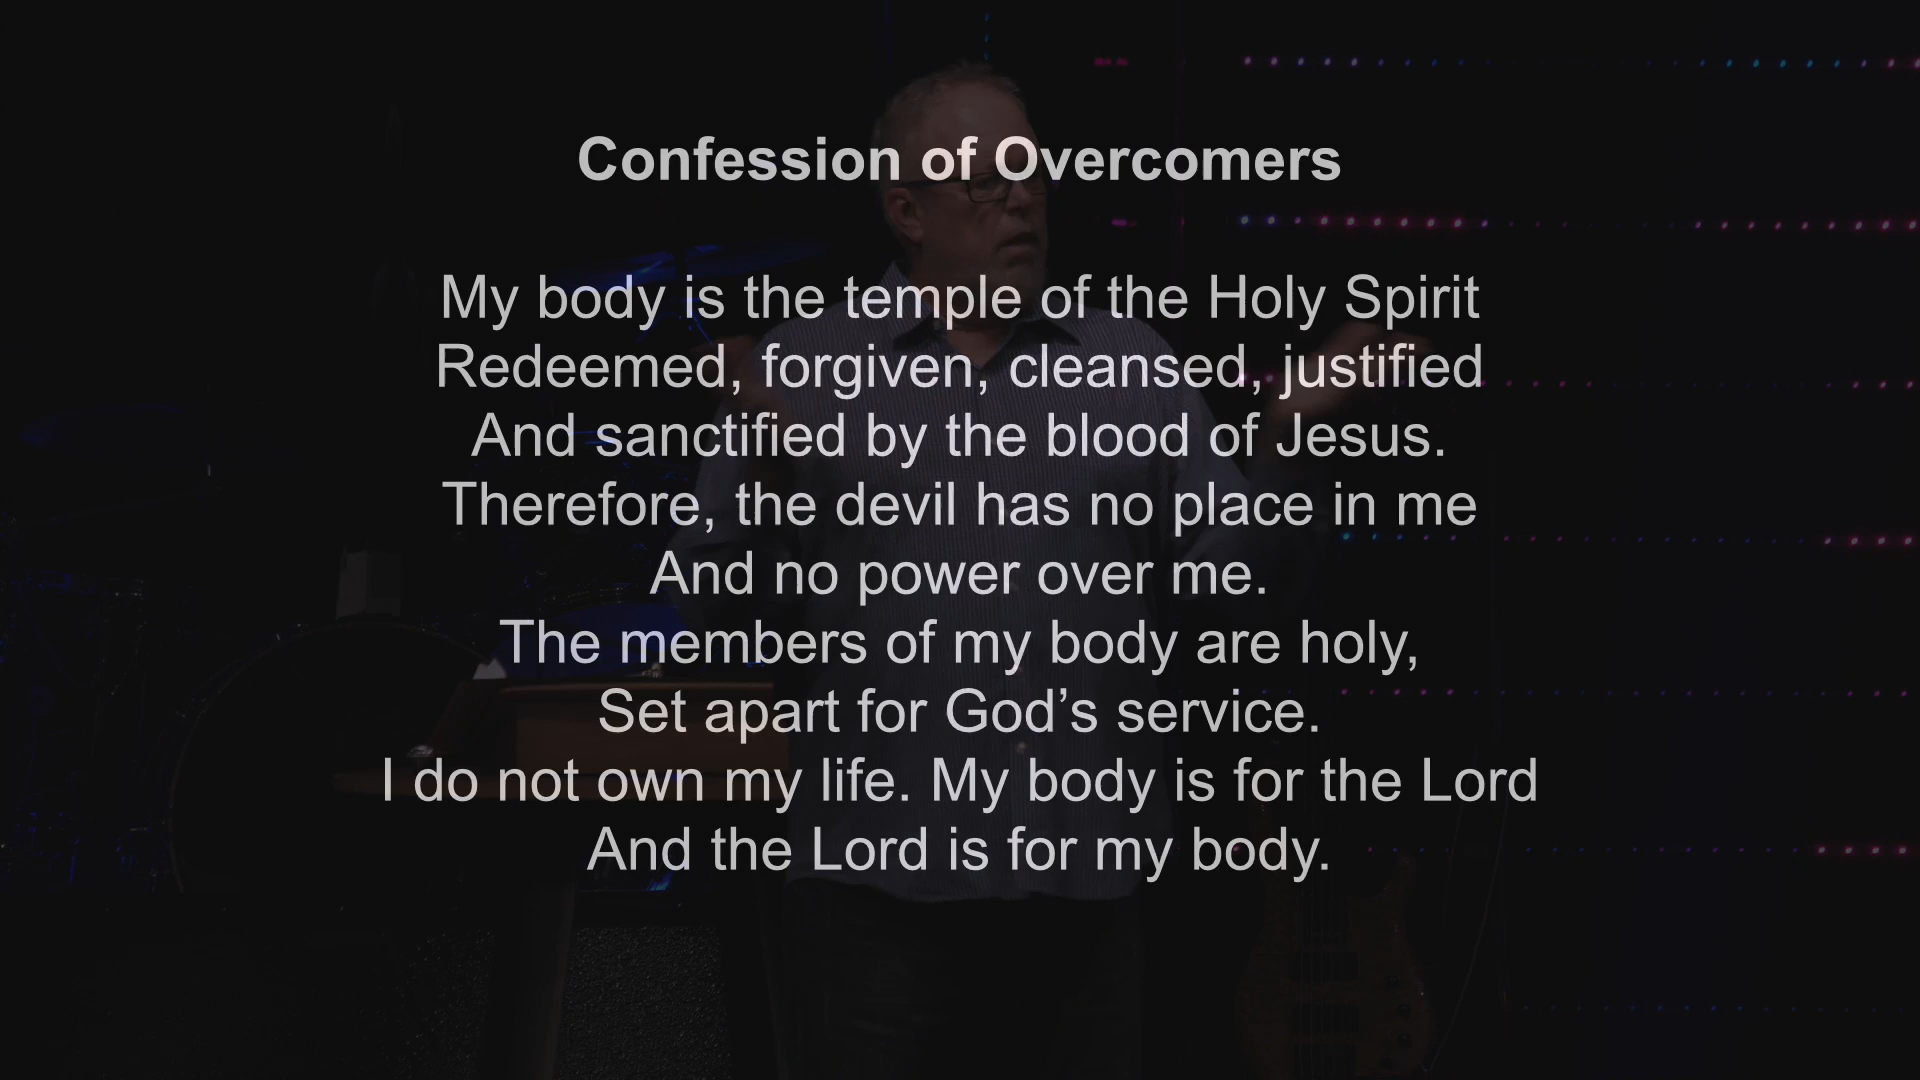 Confession of Overcomers
My body is the temple of the Holy Spirit
Redeemed, forgiven, cleansed, justified
And sanctified by the blood of Jesus.
Therefore, the devil has no place in me
And no power over me.
The members of my body are holy,
Set apart for God’s service.
I do not own my life. My body is for the Lord
And the Lord is for my body.